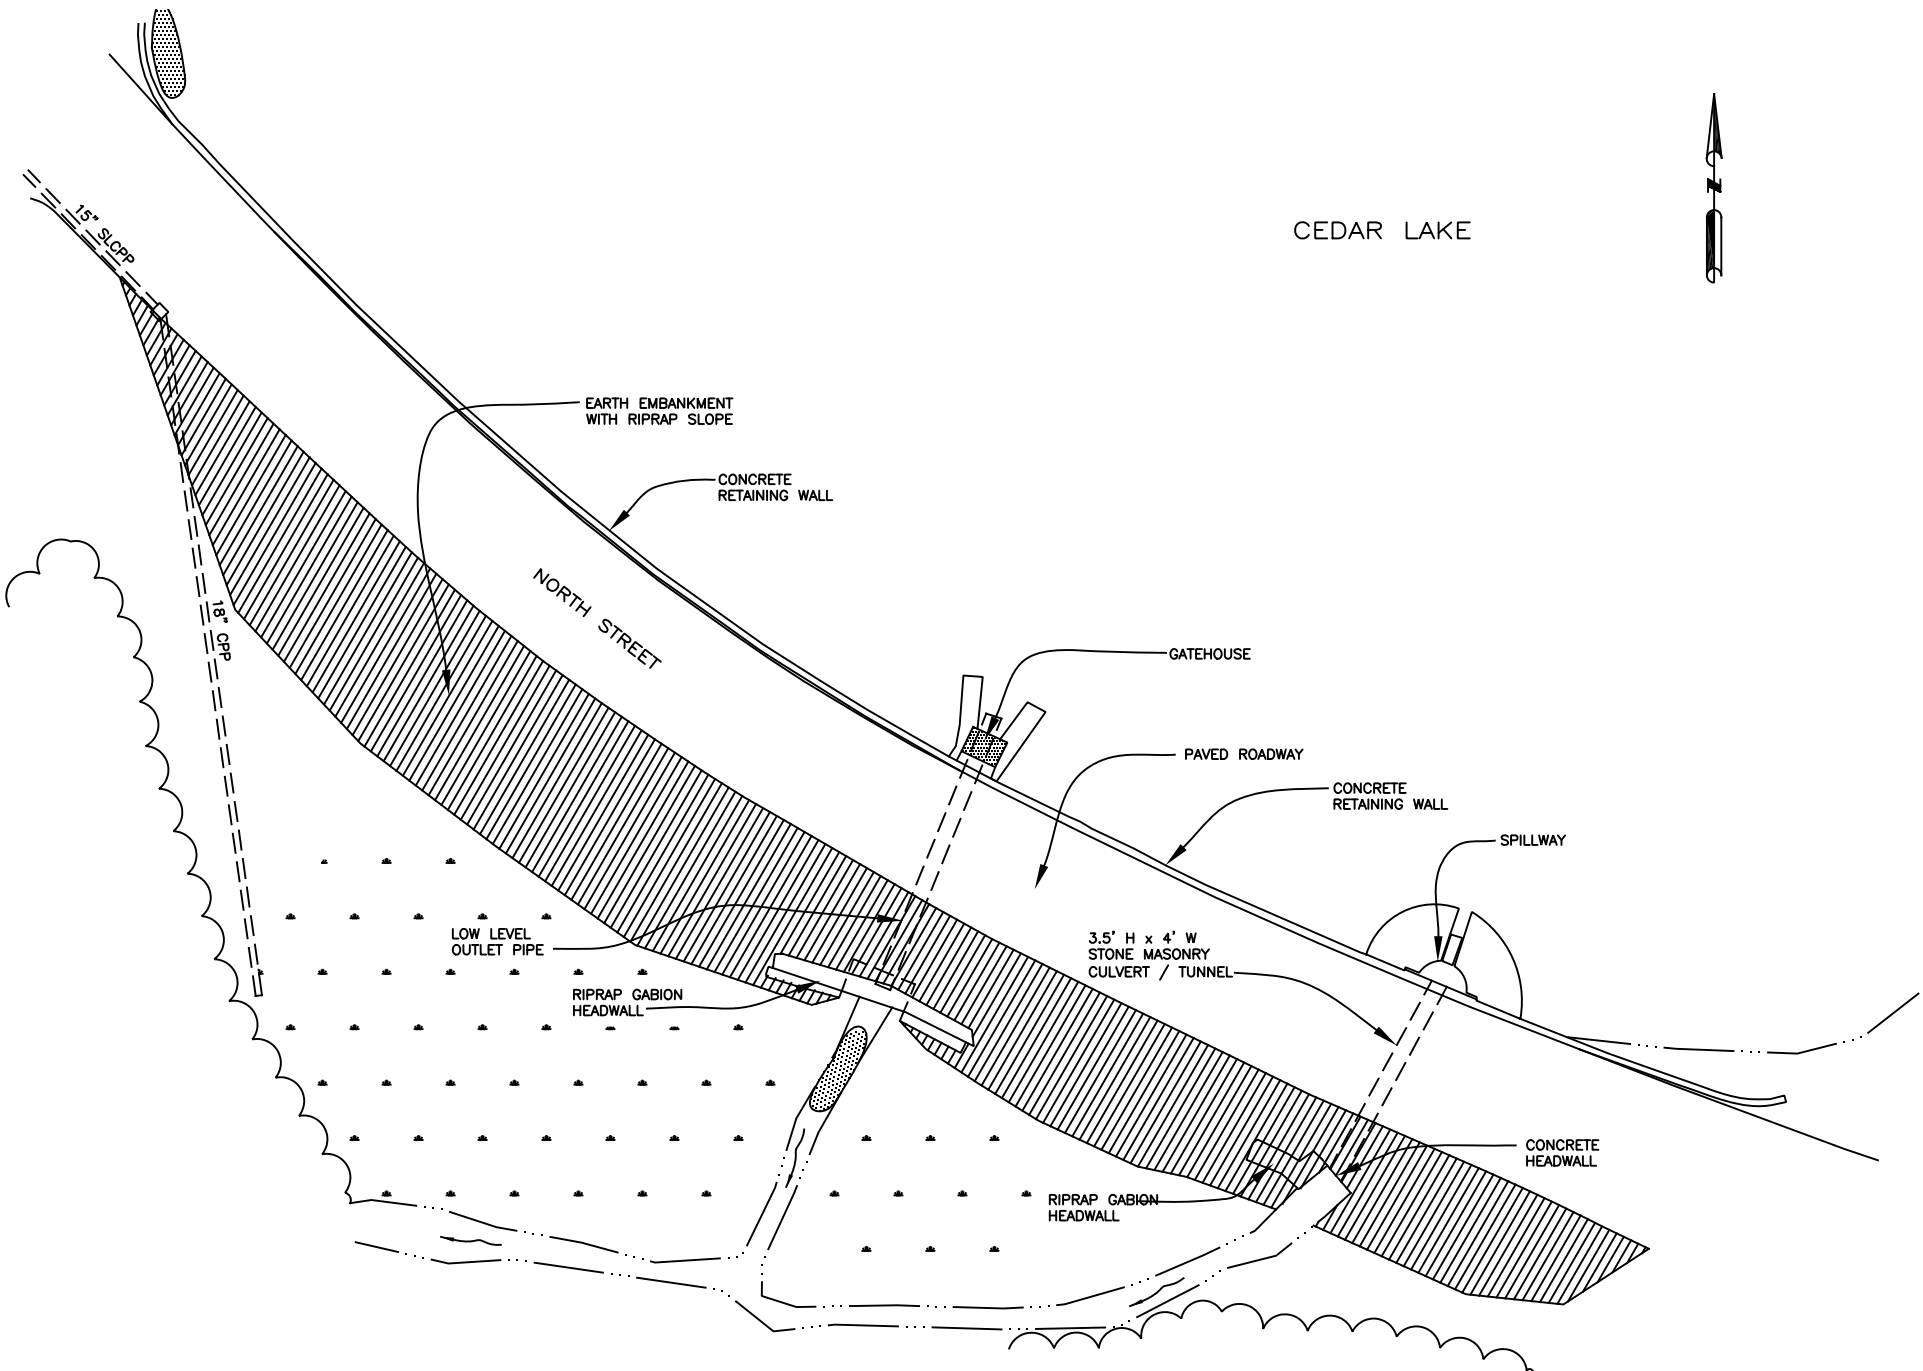 CEDAR LAKE
N
15" SLCPP
EARTH EMBANKMENT
WITH RIPRAP SLOPE
CONCRETE
RETAINING WALL
NORTH STREET
18" CPP
GATEHOUSE
PAVED ROADWAY
CONCRETE
RETAINING WALL
SPILLWAY
LOW LEVEL
OUTLET PIPE
3.5' H x 4' W
STONE MASONRY
CULVERT / TUNNEL
RIPRAP GABION
HEADWALL
CONCRETE
HEADWALL
RIPRAP GABION
HEADWALL